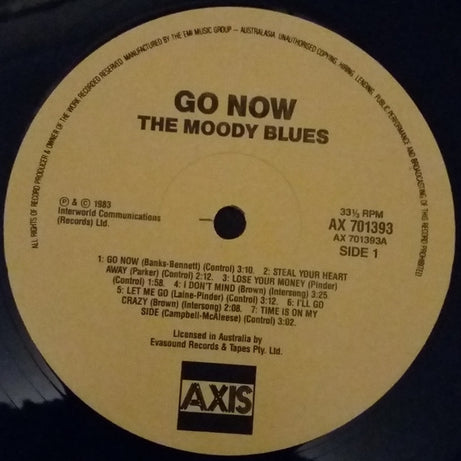 ALL RIGHTS OF RECORD PRODUCER & OWNER OF THE WORK RECORDED RESERVED MANUFACTURED BY THE EMI MUSIC GROUP – AUSTRALASIA UNAUTHORISED COPYING, HIRING, LENDING, PUBLIC PERFORMANCE AND BROADCASTING OF THIS RECORD PROHIBITED
GO NOW
THE MOODY BLUES
℗ & © 1983
Interworld Communications
(Records) Ltd.
33⅓ RPM
AX 701393
AX 701393A
SIDE 1
1: GO NOW (Banks-Bennett) (Control) 3:10. 2: STEAL YOUR HEART
AWAY (Parker) (Control) 2:12. 3: LOSE YOUR MONEY (Pinder)
(Control) 1:58. 4: I DON'T MIND (Brown) (Intersong) 3:25.
5: LET ME GO (Laine-Pinder) (Control) 3:12. 6: I'LL GO
CRAZY (Brown) (Intersong) 2:08. 7: TIME IS ON MY
SIDE (Campbell-McAleese) (Control) 3:02.
Licensed in Australia by
Evasound Records & Tapes Pty. Ltd.
AXIS